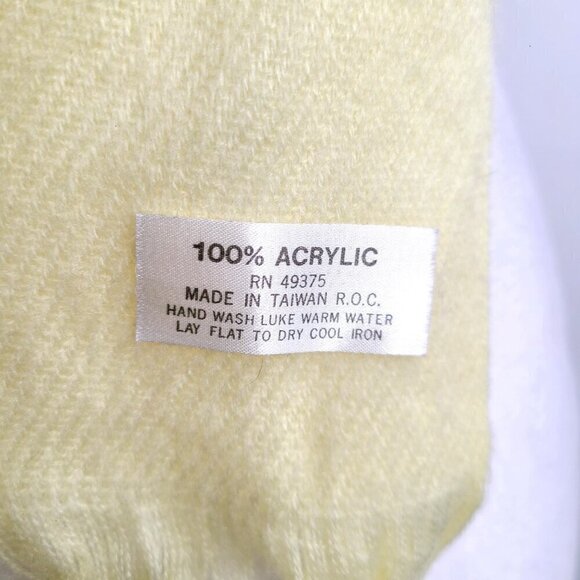 100% ACRYLIC
RN 49375
MADE IN TAIWAN R.O.C.
HAND WASH LUKE WARM WATER
LAY FLAT TO DRY COOL IRON